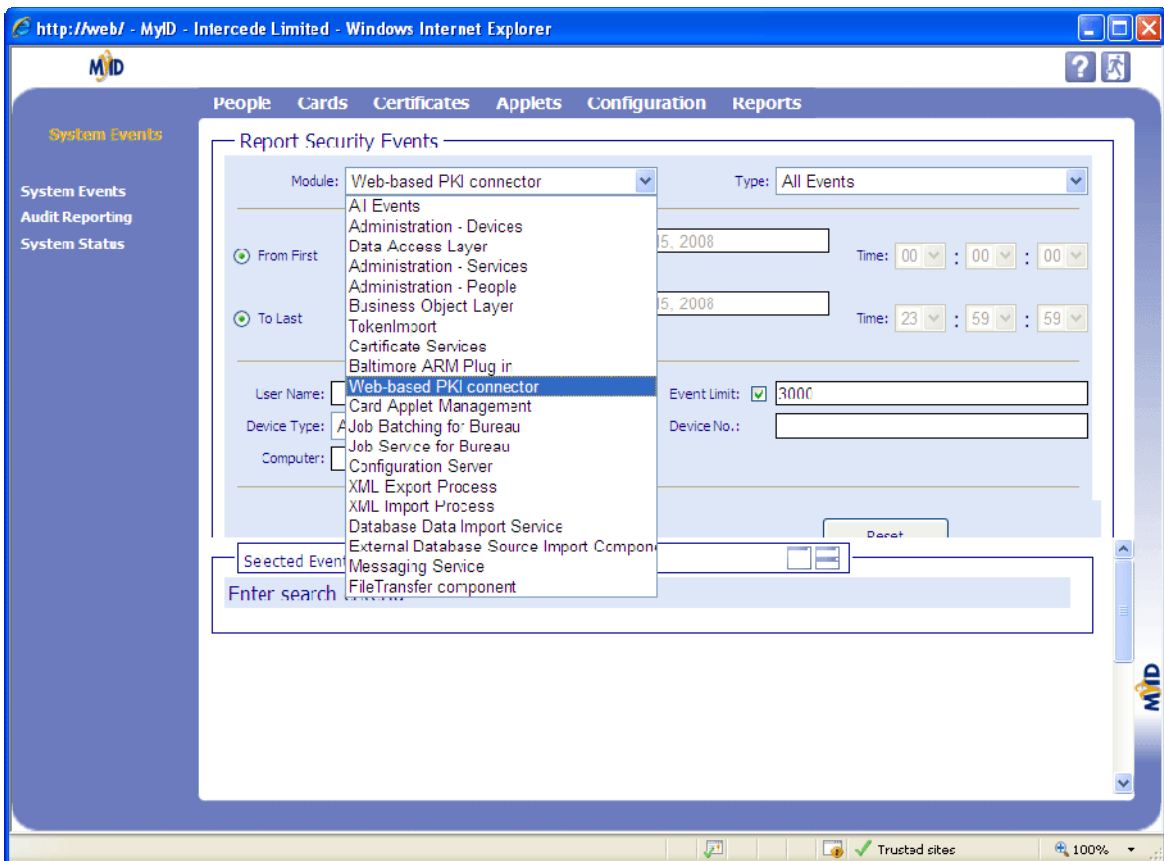 http://web/ - MyID - Intercede Limited - Windows Internet Explorer
MyID
?
People Cards Certificates Applets Configuration Reports
System Events
System Events
Audit Reporting
System Status
Report Security Events
Module: Web-based PKI connector
Type: All Events
All Events
Administration - Devices
Data Access Layer
Administration - Services
Administration - People
Business Object Layer
TokenImport
Certificate Services
Baltimore ARM Plug in
Web-based PKI connector
Card Applet Management
Job Batching for Bureau
Job Service for Bureau
Configuration Server
XML Export Process
XML Import Process
Database Data Import Service
External Database Source Import Compon
Messaging Service
FileTransfer component
From First
15, 2008
Time: 00 : 00 : 00
To Last
15, 2008
Time: 23 : 59 : 59
User Name:
Event Limit: 3000
Device Type: A
Device No.:
Computer:
Reset
Selected Event
Enter search
MyID
Trusted sites
100%